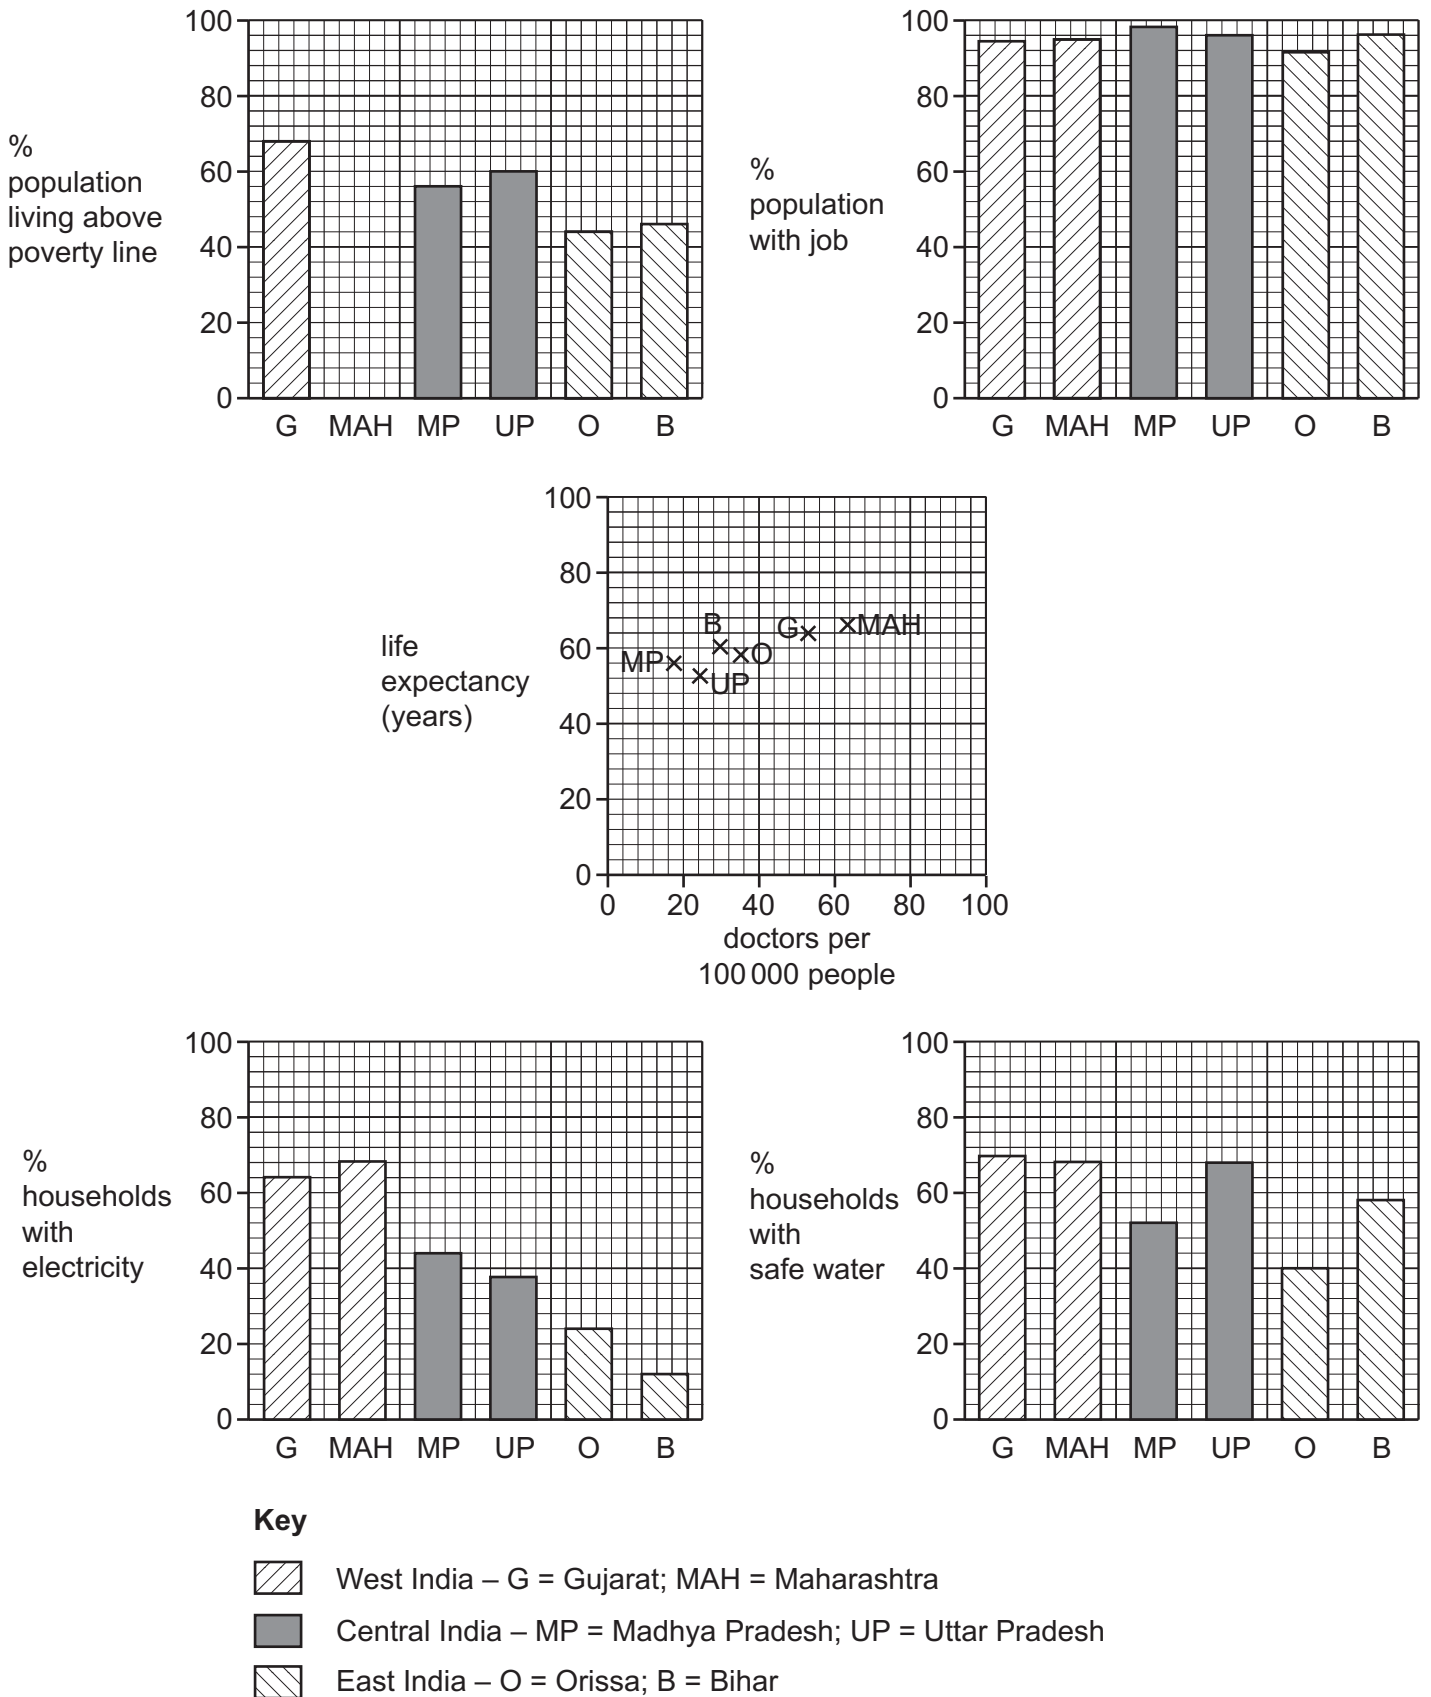 100
80
60
40
20
0
%
population
living above
poverty line
G MAH MP UP O B
100
80
60
40
20
0
%
population
with job
G MAH MP UP O B
100
80
60
40
20
0
life
expectancy
(years)
B
G
MAH
MP
O
UP
0 20 40 60 80 100
doctors per
100 000 people
100
80
60
40
20
0
%
households
with
electricity
G MAH MP UP O B
100
80
60
40
20
0
%
households
with
safe water
G MAH MP UP O B
Key
West India – G = Gujarat; MAH = Maharashtra
Central India – MP = Madhya Pradesh; UP = Uttar Pradesh
East India – O = Orissa; B = Bihar